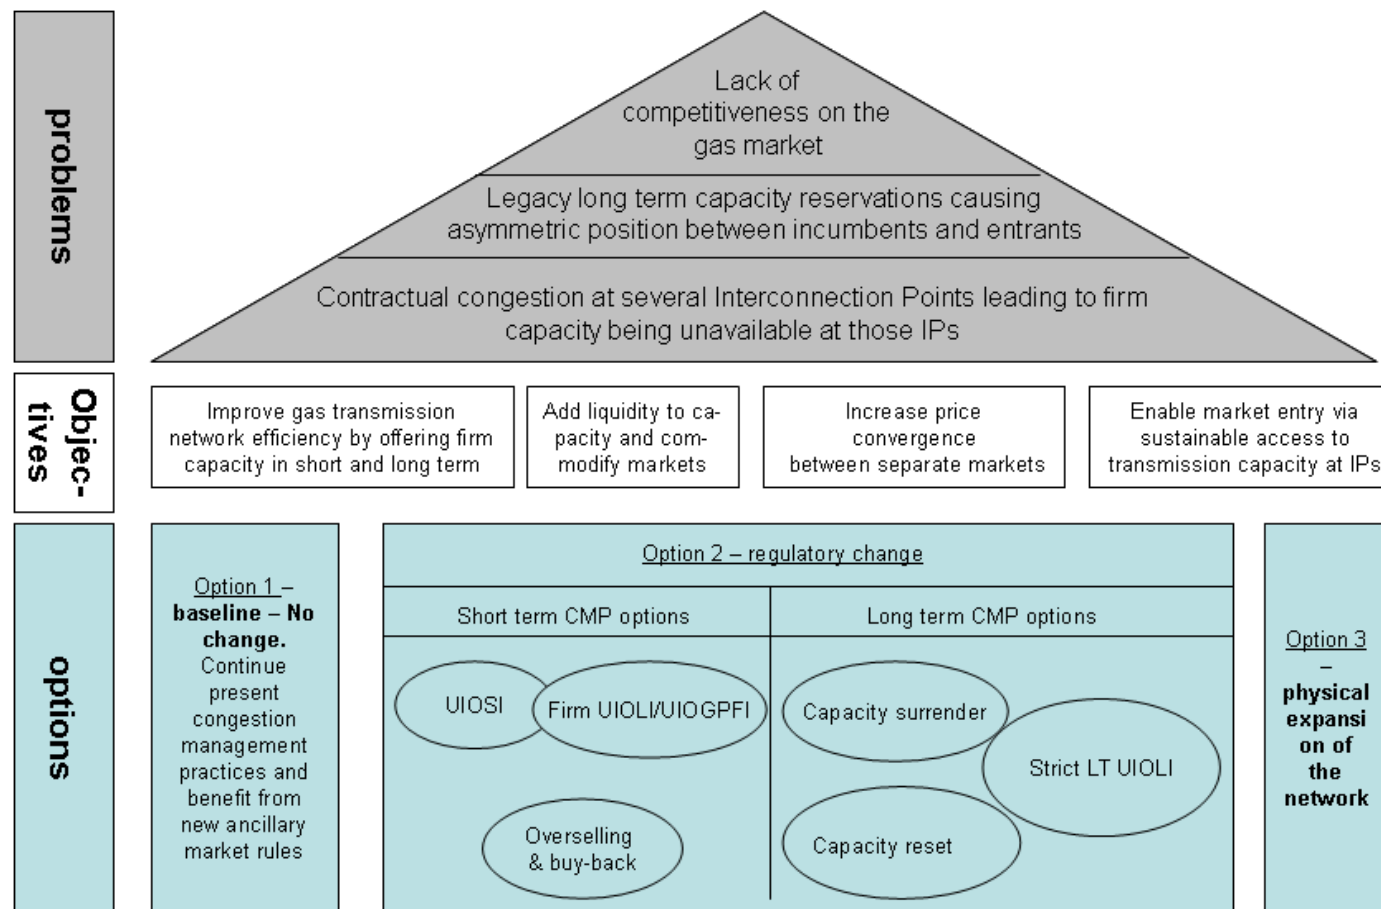 problems
Lack of
competitiveness on the
gas market
Legacy long term capacity reservations causing
asymmetric position between incumbents and entrants
Contractual congestion at several Interconnection Points leading to firm
capacity being unavailable at those IPs
Objec-
tives
Improve gas transmission
network efficiency by offering firm
capacity in short and long term
Add liquidity to ca-
pacity and com-
modify markets
Increase price
convergence
between separate markets
Enable market entry via
sustainable access to
transmission capacity at IPs
options
Option 1 –
baseline – No
change.
Continue
present
congestion
management
practices and
benefit from
new ancillary
market rules
Option 2 – regulatory change
Short term CMP options
UIOSI
Firm UIOLI/UIOGPFI
Overselling
& buy-back
Long term CMP options
Capacity surrender
Strict LT UIOLI
Capacity reset
Option 3
–
physical
expansi
on of
the
network